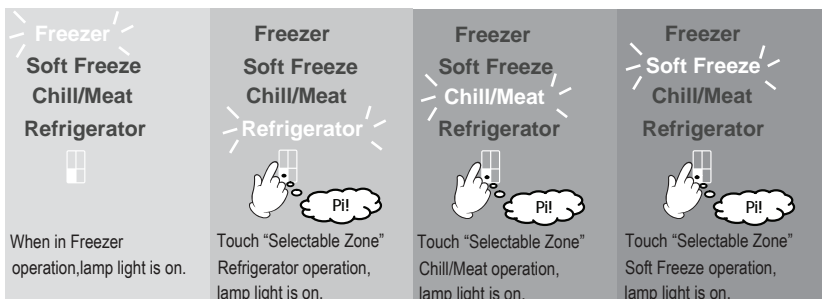 Freezer
Soft Freeze
Chill/Meat
Refrigerator
When in Freezer
operation,lamp light is on.
Freezer
Soft Freeze
Chill/Meat
Refrigerator
Pi!
Touch “Selectable Zone”
Refrigerator operation,
lamp light is on.
Freezer
Soft Freeze
Chill/Meat
Refrigerator
Pi!
Touch “Selectable Zone”
Chill/Meat operation,
lamp light is on.
Freezer
Soft Freeze
Chill/Meat
Refrigerator
Pi!
Touch “Selectable Zone”
Soft Freeze operation,
lamp light is on.